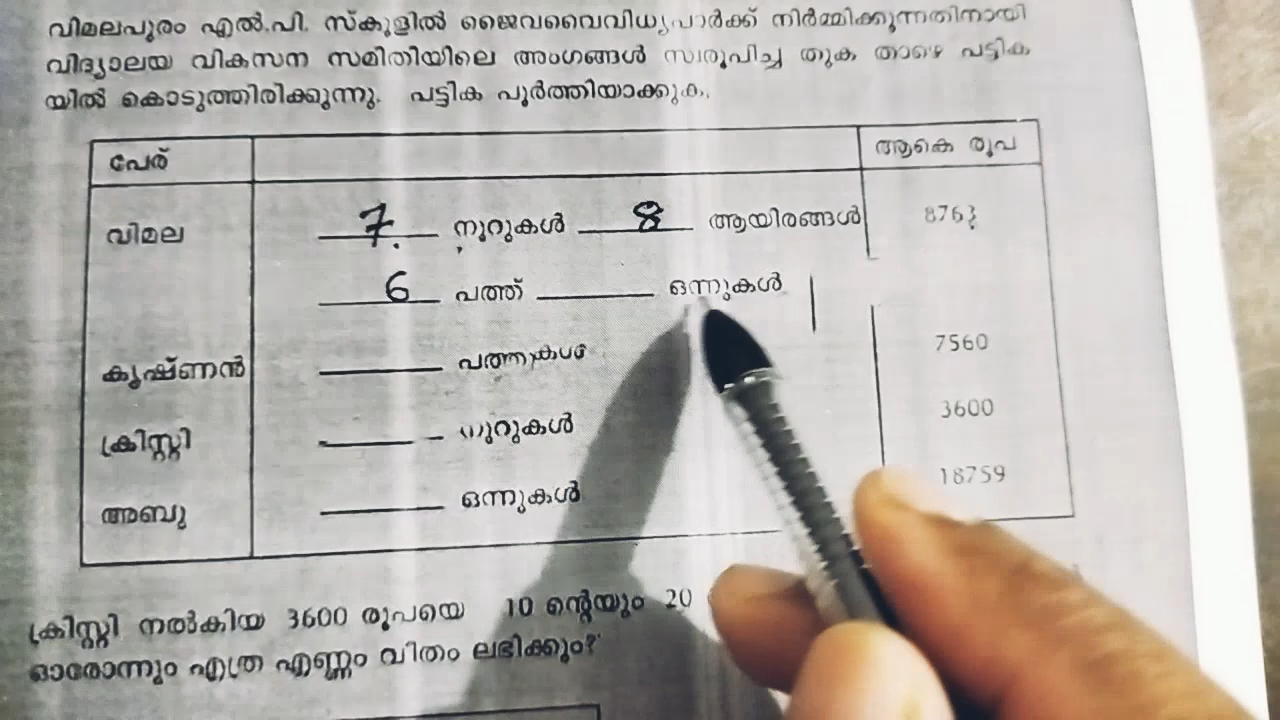 വിമലപുരം എൽ.പി. സ്കൂളിൽ ജൈവവൈവിധ്യപാർക്ക് നിർമ്മിക്കുന്നതിനായി
വിദ്യാലയ വികസന സമിതിയിലെ അംഗങ്ങൾ സ്വരൂപിച്ച തുക താഴെ പട്ടിക
യിൽ കൊടുത്തിരിക്കുന്നു. പട്ടിക പൂർത്തിയാക്കുക.
പേര് ആകെ രൂപ
വിമല 7 നൂറുകൾ 8 ആയിരങ്ങൾ 8763
6 പത്ത് ഒന്നുകൾ
കൃഷ്ണൻ പത്തുകൾ 7560
ക്രിസ്റ്റി നൂറുകൾ 3600
അബു ഒന്നുകൾ 18759
ക്രിസ്റ്റി നൽകിയ 3600 രൂപയെ 10 ന്റെയും 20
ഓരോന്നും എത്ര എണ്ണം വീതം ലഭിക്കും?